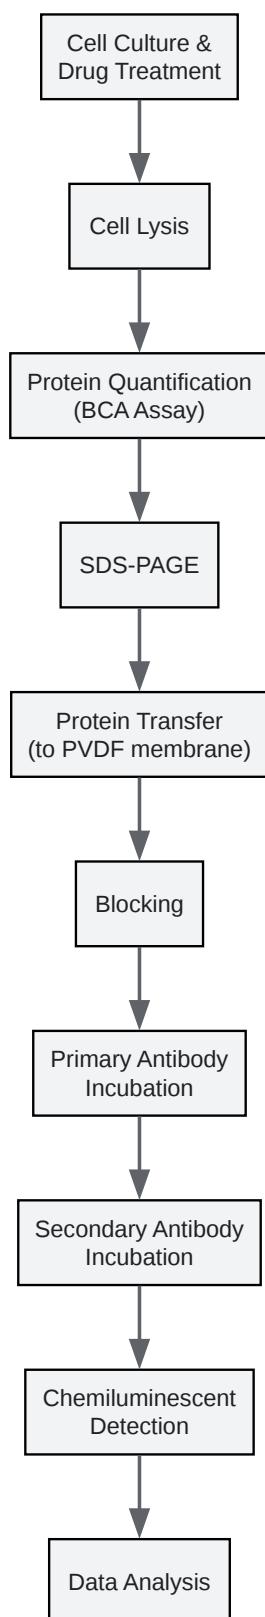 Cell Culture &
Drug Treatment
Cell Lysis
Protein Quantification
(BCA Assay)
SDS-PAGE
Protein Transfer
(to PVDF membrane)
Blocking
Primary Antibody
Incubation
Secondary Antibody
Incubation
Chemiluminescent
Detection
Data Analysis